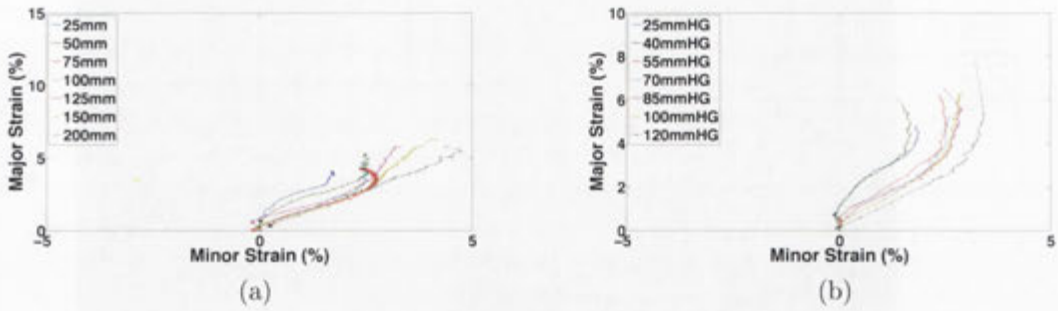 15
10
5
0
-5
0
5
Major Strain (%)
Minor Strain (%)
25mm
50mm
75mm
100mm
125mm
150mm
200mm
(a)
10
8
6
4
2
0
-5
0
5
Major Strain (%)
Minor Strain (%)
25mmHG
40mmHG
55mmHG
70mmHG
85mmHG
100mmHG
120mmHG
(b)